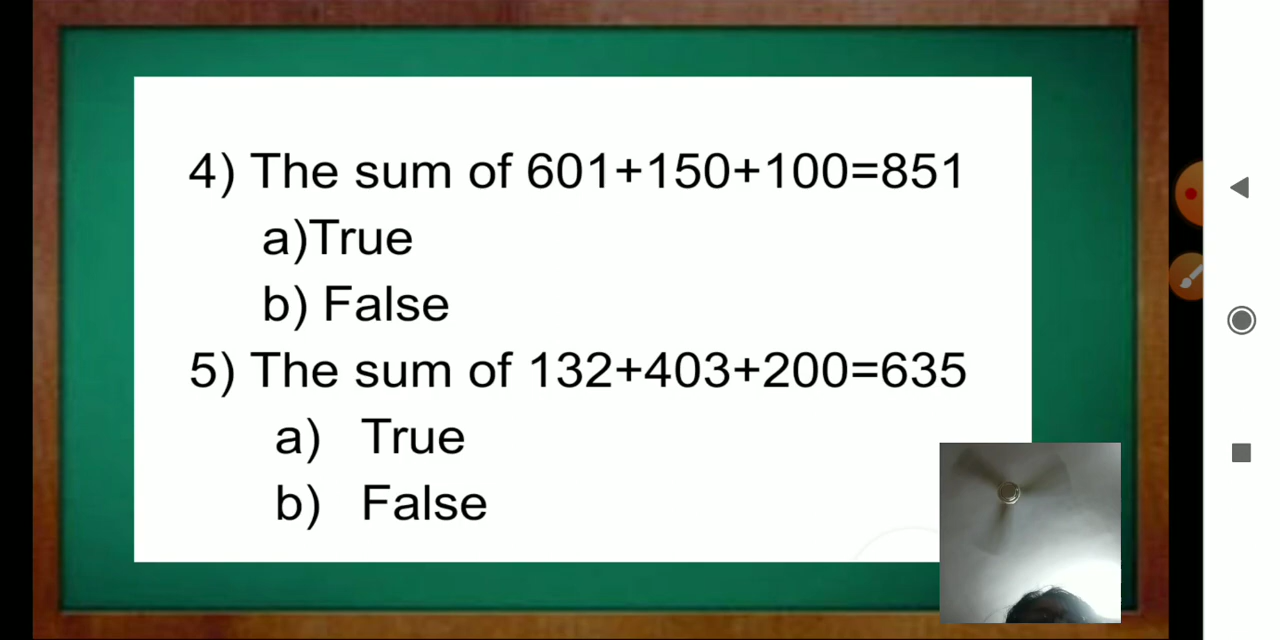 4) The sum of 601+150+100=851
a)True
b) False
5) The sum of 132+403+200=635
a) True
b) False